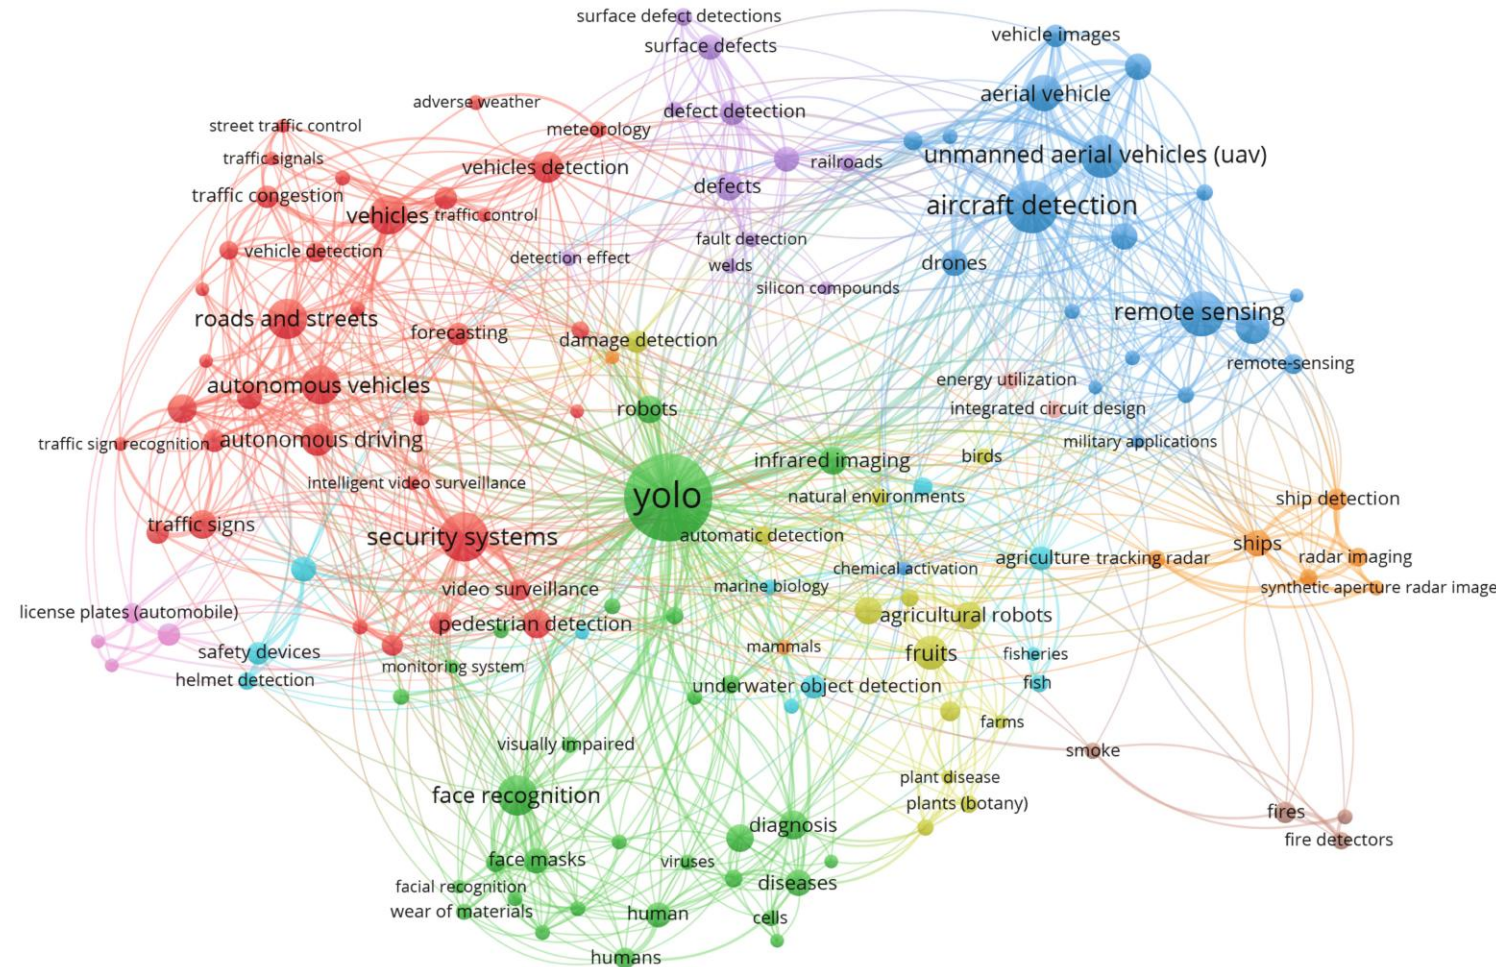 surface defect detections
surface defects
vehicle images
aerial vehicle
adverse weather
defect detection
street traffic control
meteorology
traffic signals
unmanned aerial vehicles (uav)
vehicles detection
railroads
traffic congestion
defects
aircraft detection
vehicles
traffic control
fault detection
vehicle detection
detection effect
welds
drones
silicon compounds
remote sensing
roads and streets
forecasting
damage detection
remote-sensing
energy utilization
autonomous vehicles
robots
integrated circuit design
traffic sign recognition
autonomous driving
military applications
infrared imaging
birds
intelligent video surveillance
yolo
natural environments
ship detection
traffic signs
security systems
automatic detection
ships
agriculture
tracking radar
radar imaging
chemical activation
video surveillance
marine biology
synthetic aperture radar image
license plates (automobile)
pedestrian detection
agricultural robots
safety devices
mammals
fruits
fisheries
monitoring system
helmet detection
underwater object detection
fish
farms
visually impaired
smoke
plant disease
face recognition
plants (botany)
fires
diagnosis
fire detectors
face masks
viruses
facial recognition
diseases
wear of materials
human
cells
humans